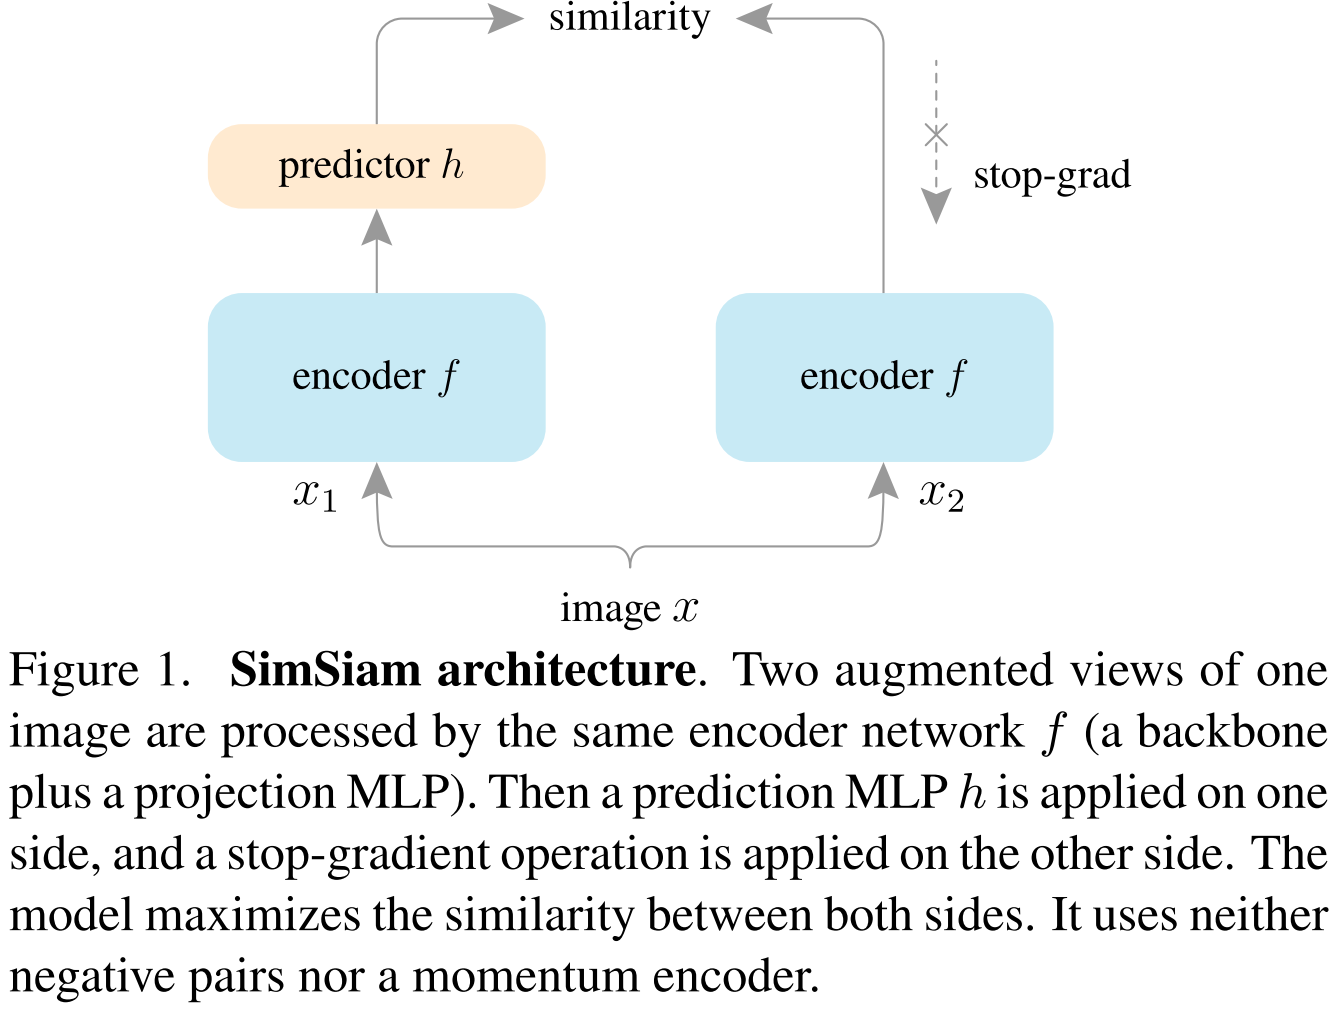 similarity
predictor h
stop-grad
encoder f
encoder f
x1
x2
image x
Figure 1. SimSiam architecture. Two augmented views of one
image are processed by the same encoder network f (a backbone
plus a projection MLP). Then a prediction MLP h is applied on one
side, and a stop-gradient operation is applied on the other side. The
model maximizes the similarity between both sides. It uses neither
negative pairs nor a momentum encoder.